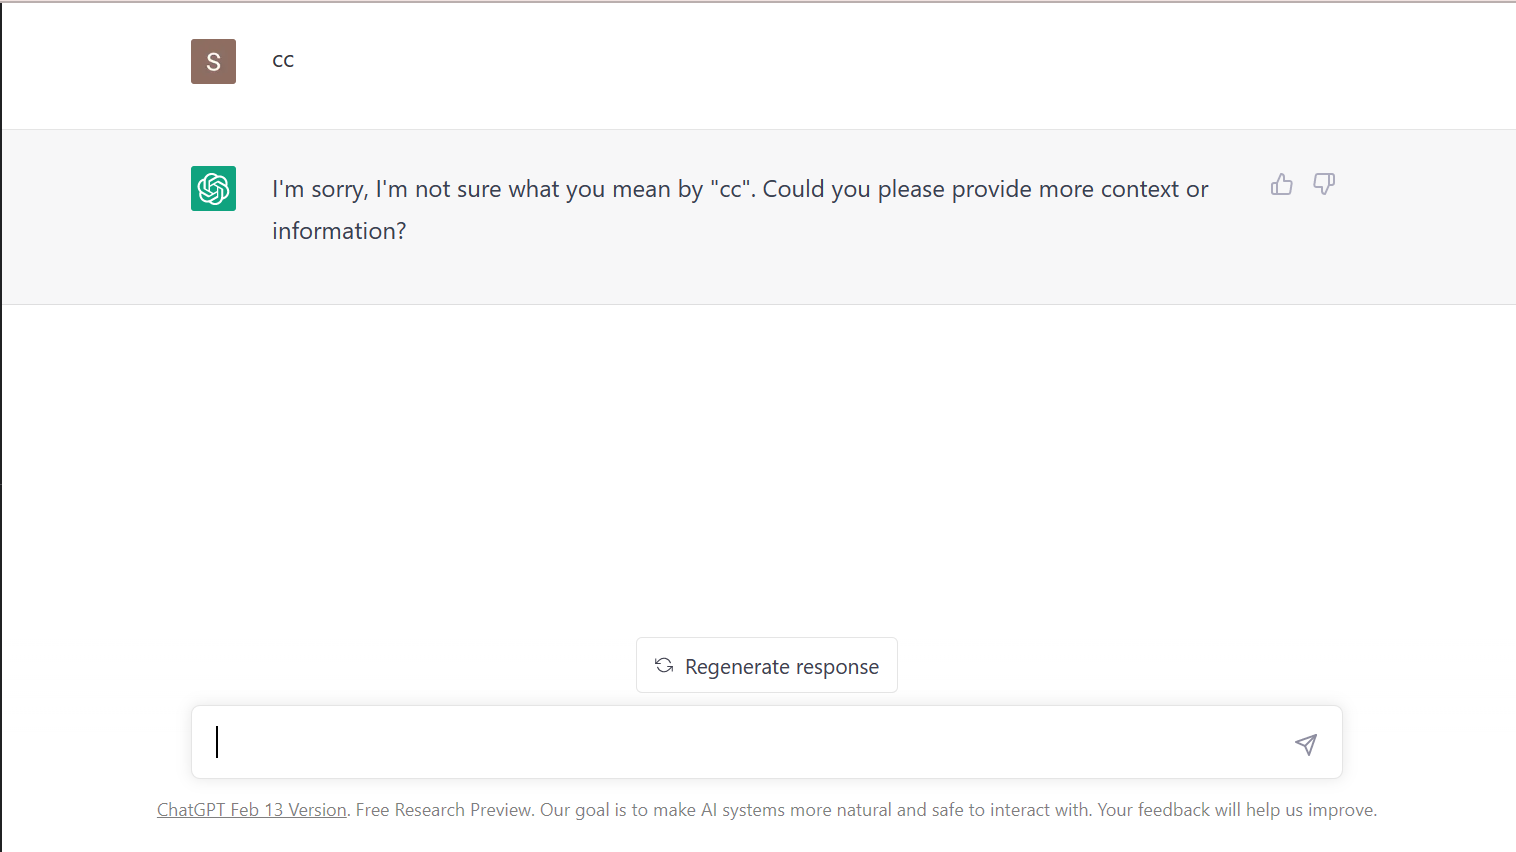 S
cc
I'm sorry, I'm not sure what you mean by "cc". Could you please provide more context or
information?
Regenerate response
ChatGPT Feb 13 Version. Free Research Preview. Our goal is to make AI systems more natural and safe to interact with. Your feedback will help us improve.